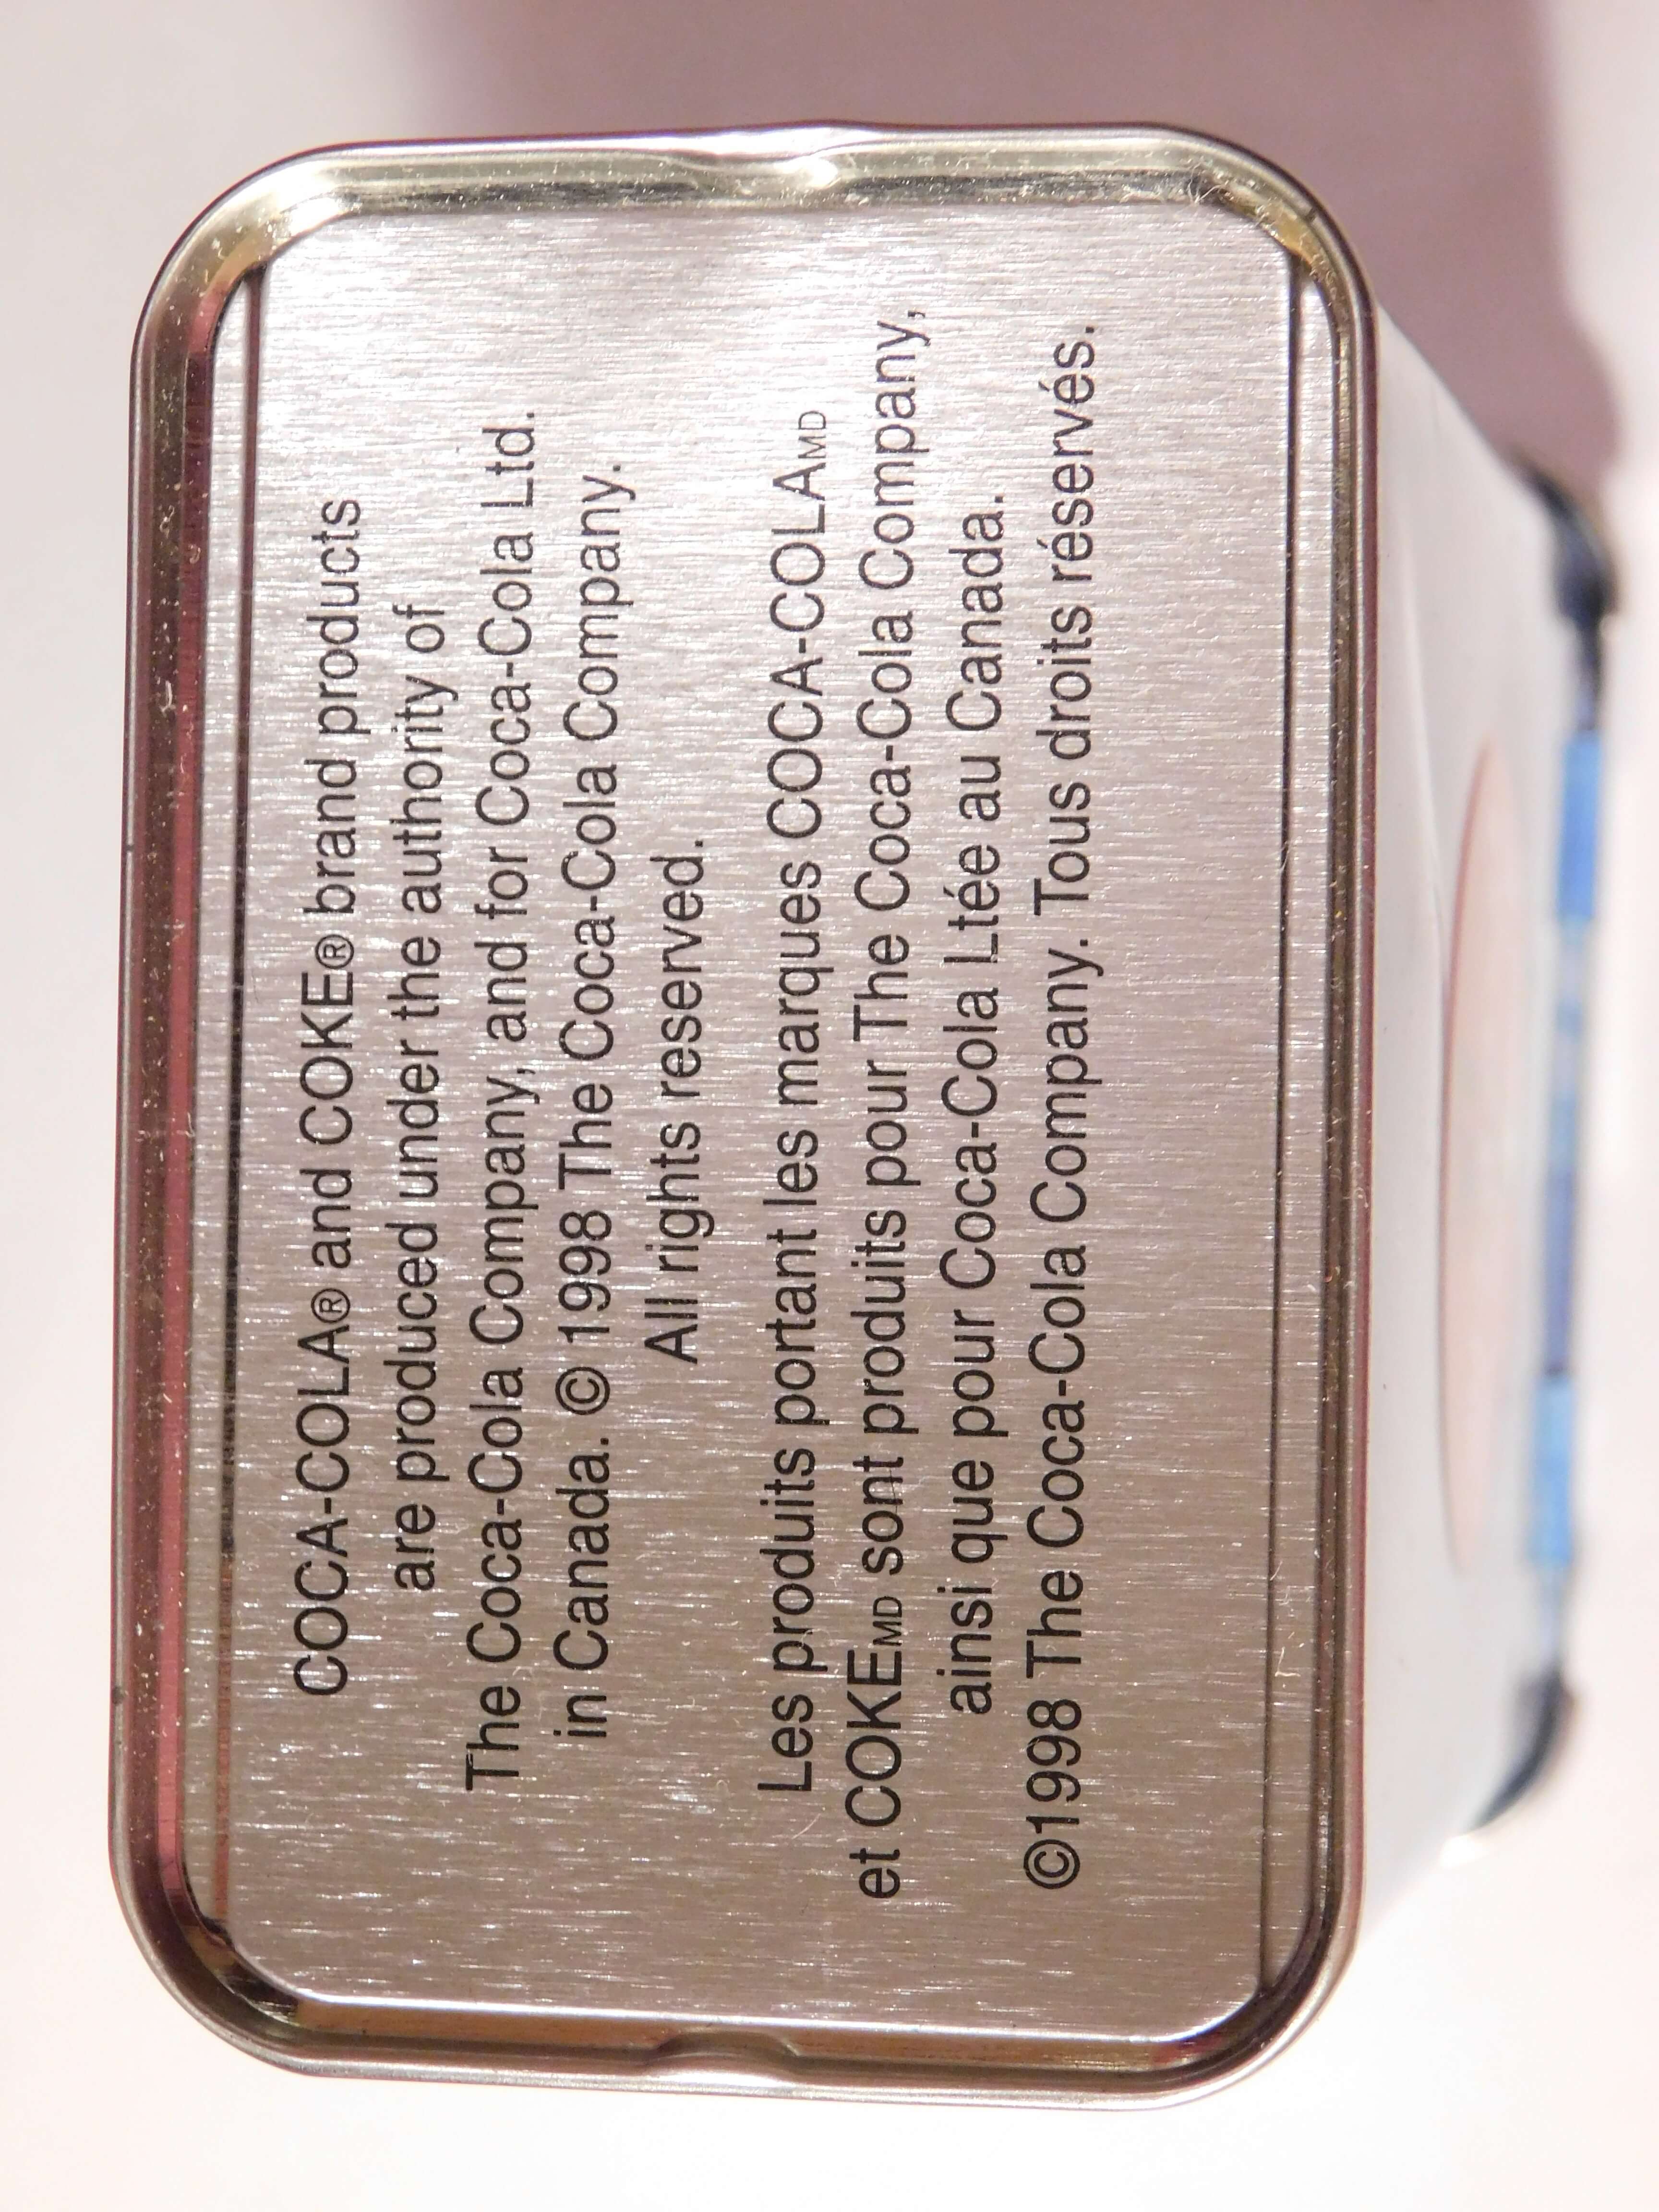 COCA-COLA® and COKE® brand products
are produced under the authority of
The Coca-Cola Company, and for Coca-Cola Ltd.
in Canada. © 1998 The Coca-Cola Company.
All rights reserved.
Les produits portant les marques COCA-COLAMD
et COKEMD sont produits pour The Coca-Cola Company,
ainsi que pour Coca-Cola Ltée au Canada.
©1998 The Coca-Cola Company. Tous droits réservés.